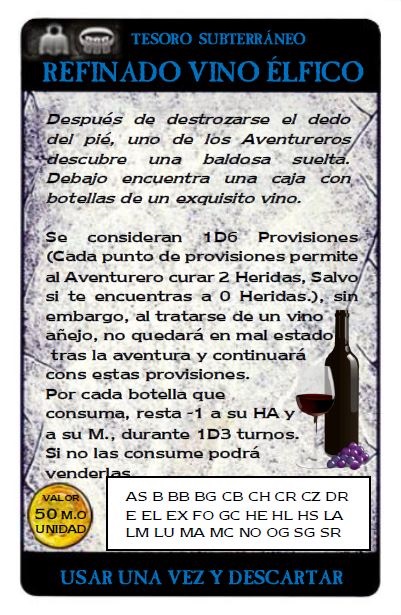 TESORO SUBTERRÁNEO
REFINADO VINO ÉLFICO
Después de destrozarse el dedo
del pié, uno de los Aventureros
descubre una baldosa suelta.
Debajo encuentra una caja con
botellas de un exquisito vino.
Se consideran 1D6 Provisiones
(Cada punto de provisiones permite
al Aventurero curar 2 Heridas, Salvo
si te encuentras a 0 Heridas.), sin
embargo, al tratarse de un vino
añejo, no quedará en mal estado
tras la aventura y continuará
cons estas provisiones.
Por cada botella que
consuma, resta -1 a su HA y
a su M., durante 1D3 turnos.
Si no las consume podrá
venderlas.
VALOR
50 M.O
UNIDAD
AS B BB BG CB CH CR CZ DR
E EL EX FO GC HE HL HS LA
LM LU MA MC NO OG SG SR
USAR UNA VEZ Y DESCARTAR